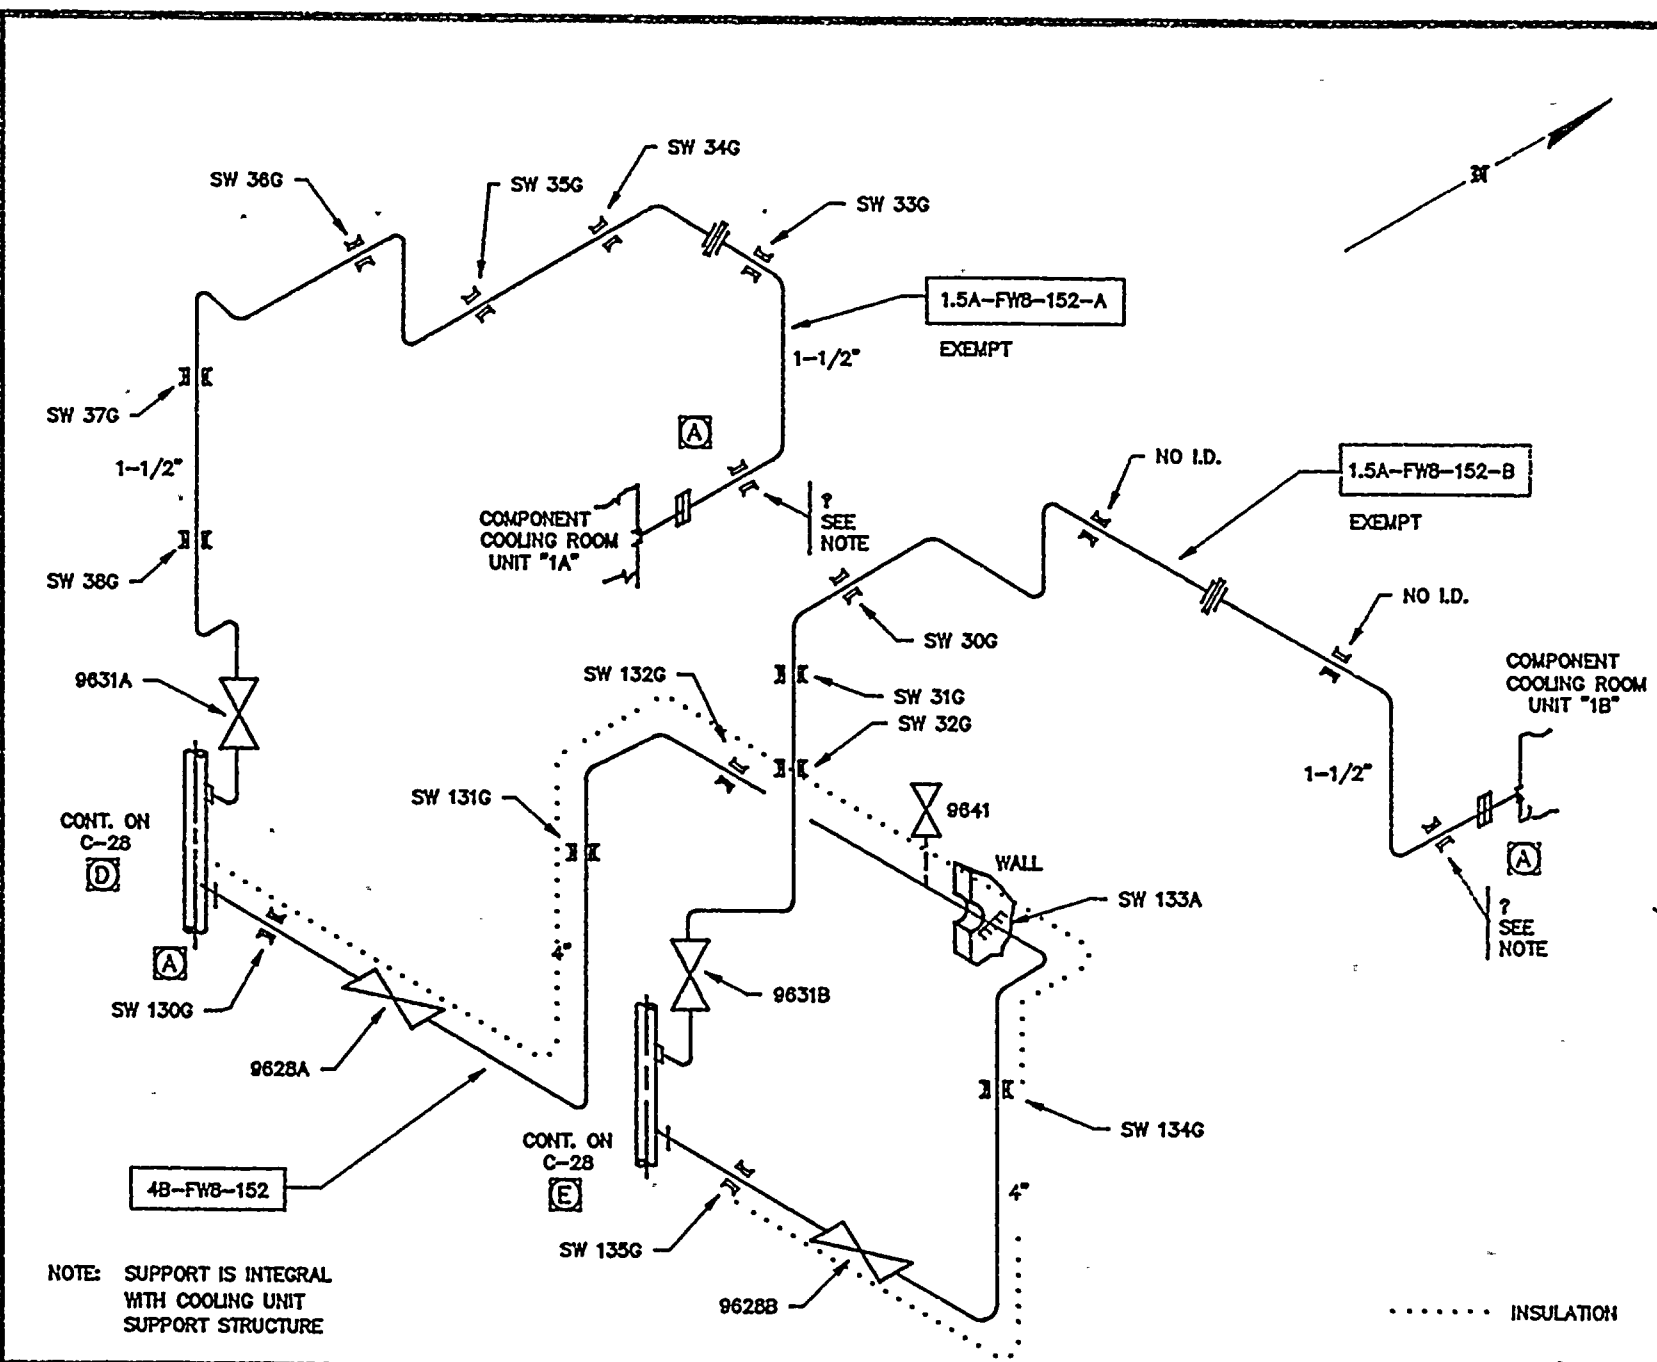 SW 34G
SW 36G
SW 35G
SW 33G
N
1.5A-FW8-152-A
EXEMPT
1-1/2"
SW 37G
A
1-1/2"
NO I.D.
1.5A-FW8-152-B
EXEMPT
COMPONENT
COOLING ROOM
UNIT "1A"
?
SEE
NOTE
SW 38G
NO I.D.
SW 30G
COMPONENT
COOLING ROOM
UNIT "1B"
9631A
SW 132G
SW 31G
SW 32G
1-1/2"
SW 131G
9641
CONT. ON
C-28
D
WALL
A
SW 133A
?
SEE
NOTE
4"
A
SW 130G
9631B
9628A
SW 134G
CONT. ON
C-28
E
4B-FW8-152
4"
SW 135G
9628B
NOTE: SUPPORT IS INTEGRAL
WITH COOLING UNIT
SUPPORT STRUCTURE
INSULATION